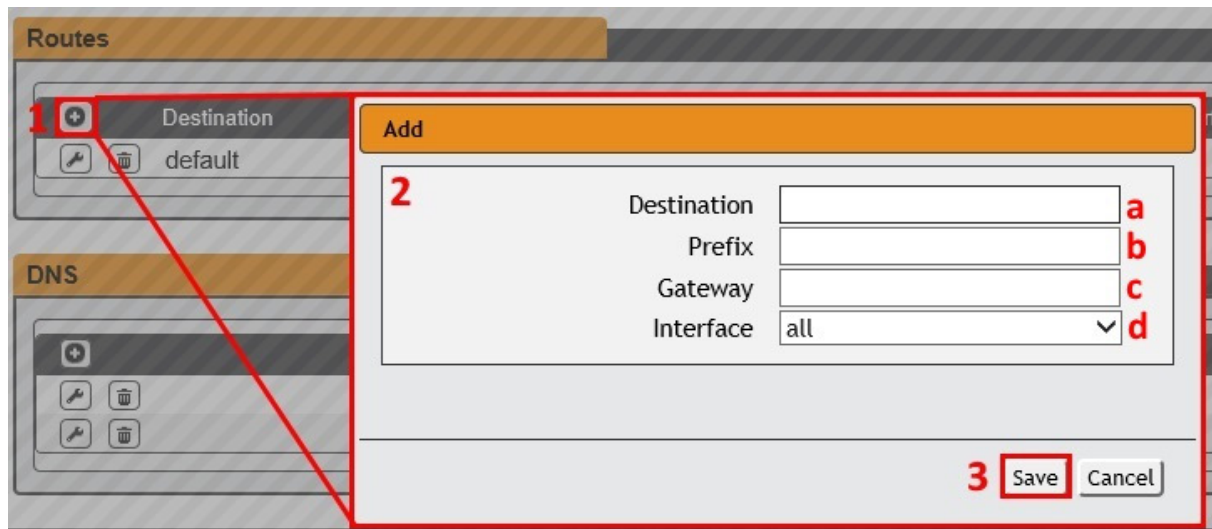 Routes
1 Destination
default
Add
2
Destination a
Prefix b
Gateway c
Interface all d
DNS
3 Save Cancel